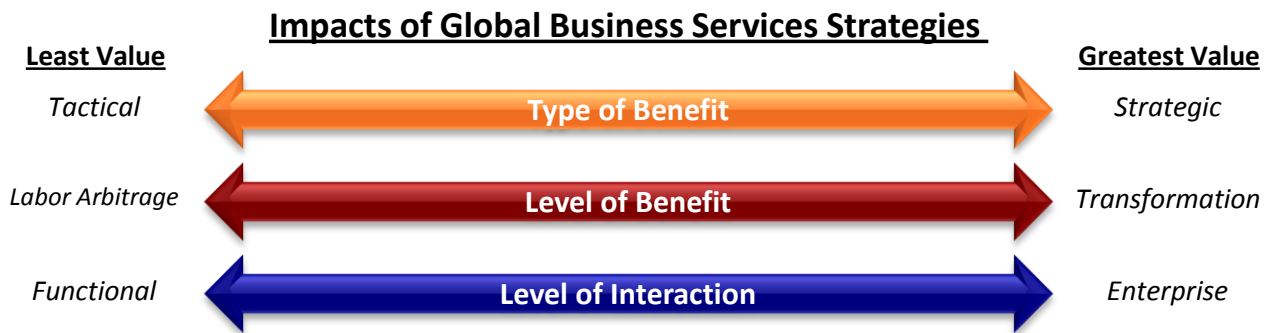 Impacts of Global Business Services Strategies
Least Value
Greatest Value
Tactical
Type of Benefit
Strategic
Labor Arbitrage
Level of Benefit
Transformation
Functional
Level of Interaction
Enterprise